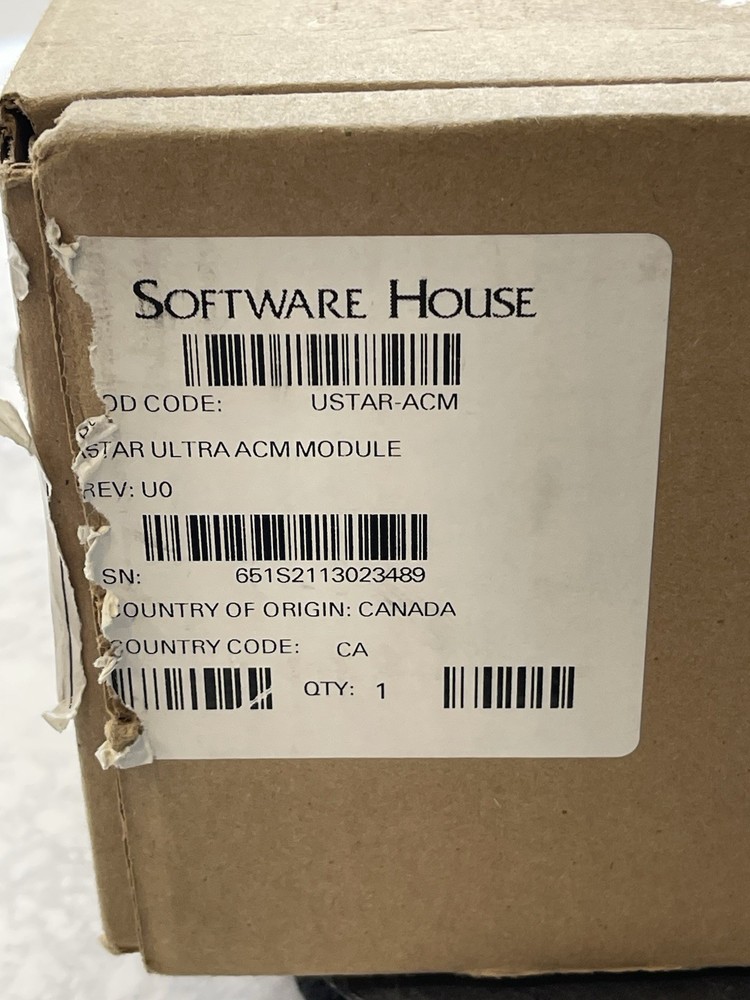 SOFTWARE HOUSE
OD CODE: USTAR-ACM
STAR ULTRA ACM MODULE
REV: U0
SN: 651S2113023489
COUNTRY OF ORIGIN: CANADA
COUNTRY CODE: CA
QTY: 1